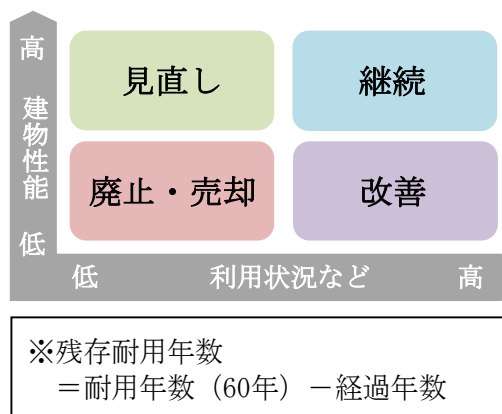 高
見直し
継続
建物性能
廃止・売却
改善
低
低 利用状況など 高
※残存耐用年数
＝耐用年数（60年）－経過年数